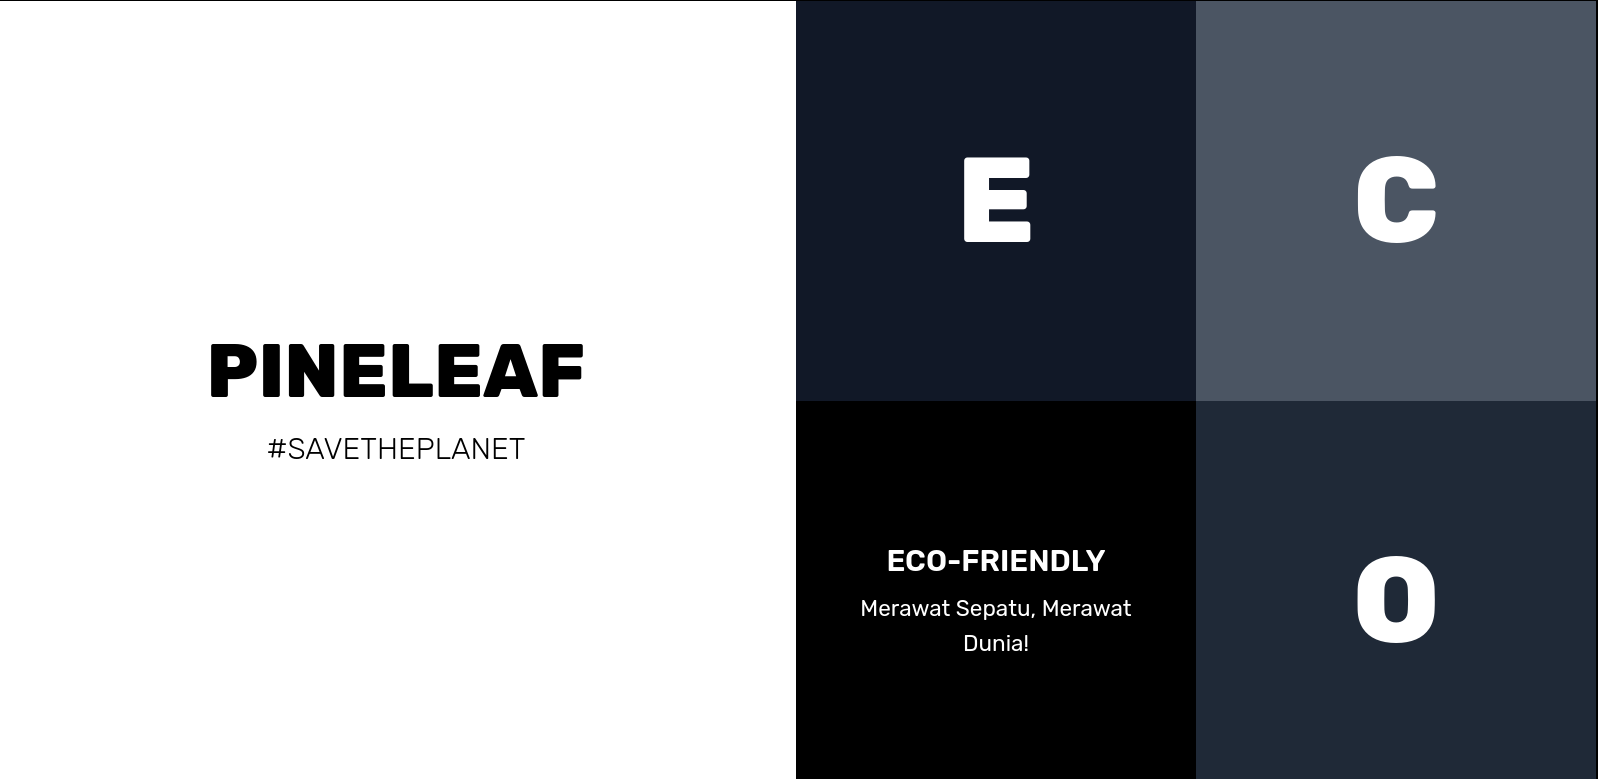 PINELEAF
#SAVETHEPLANET
E
C
ECO-FRIENDLY
Merawat Sepatu, Merawat
Dunia!
O